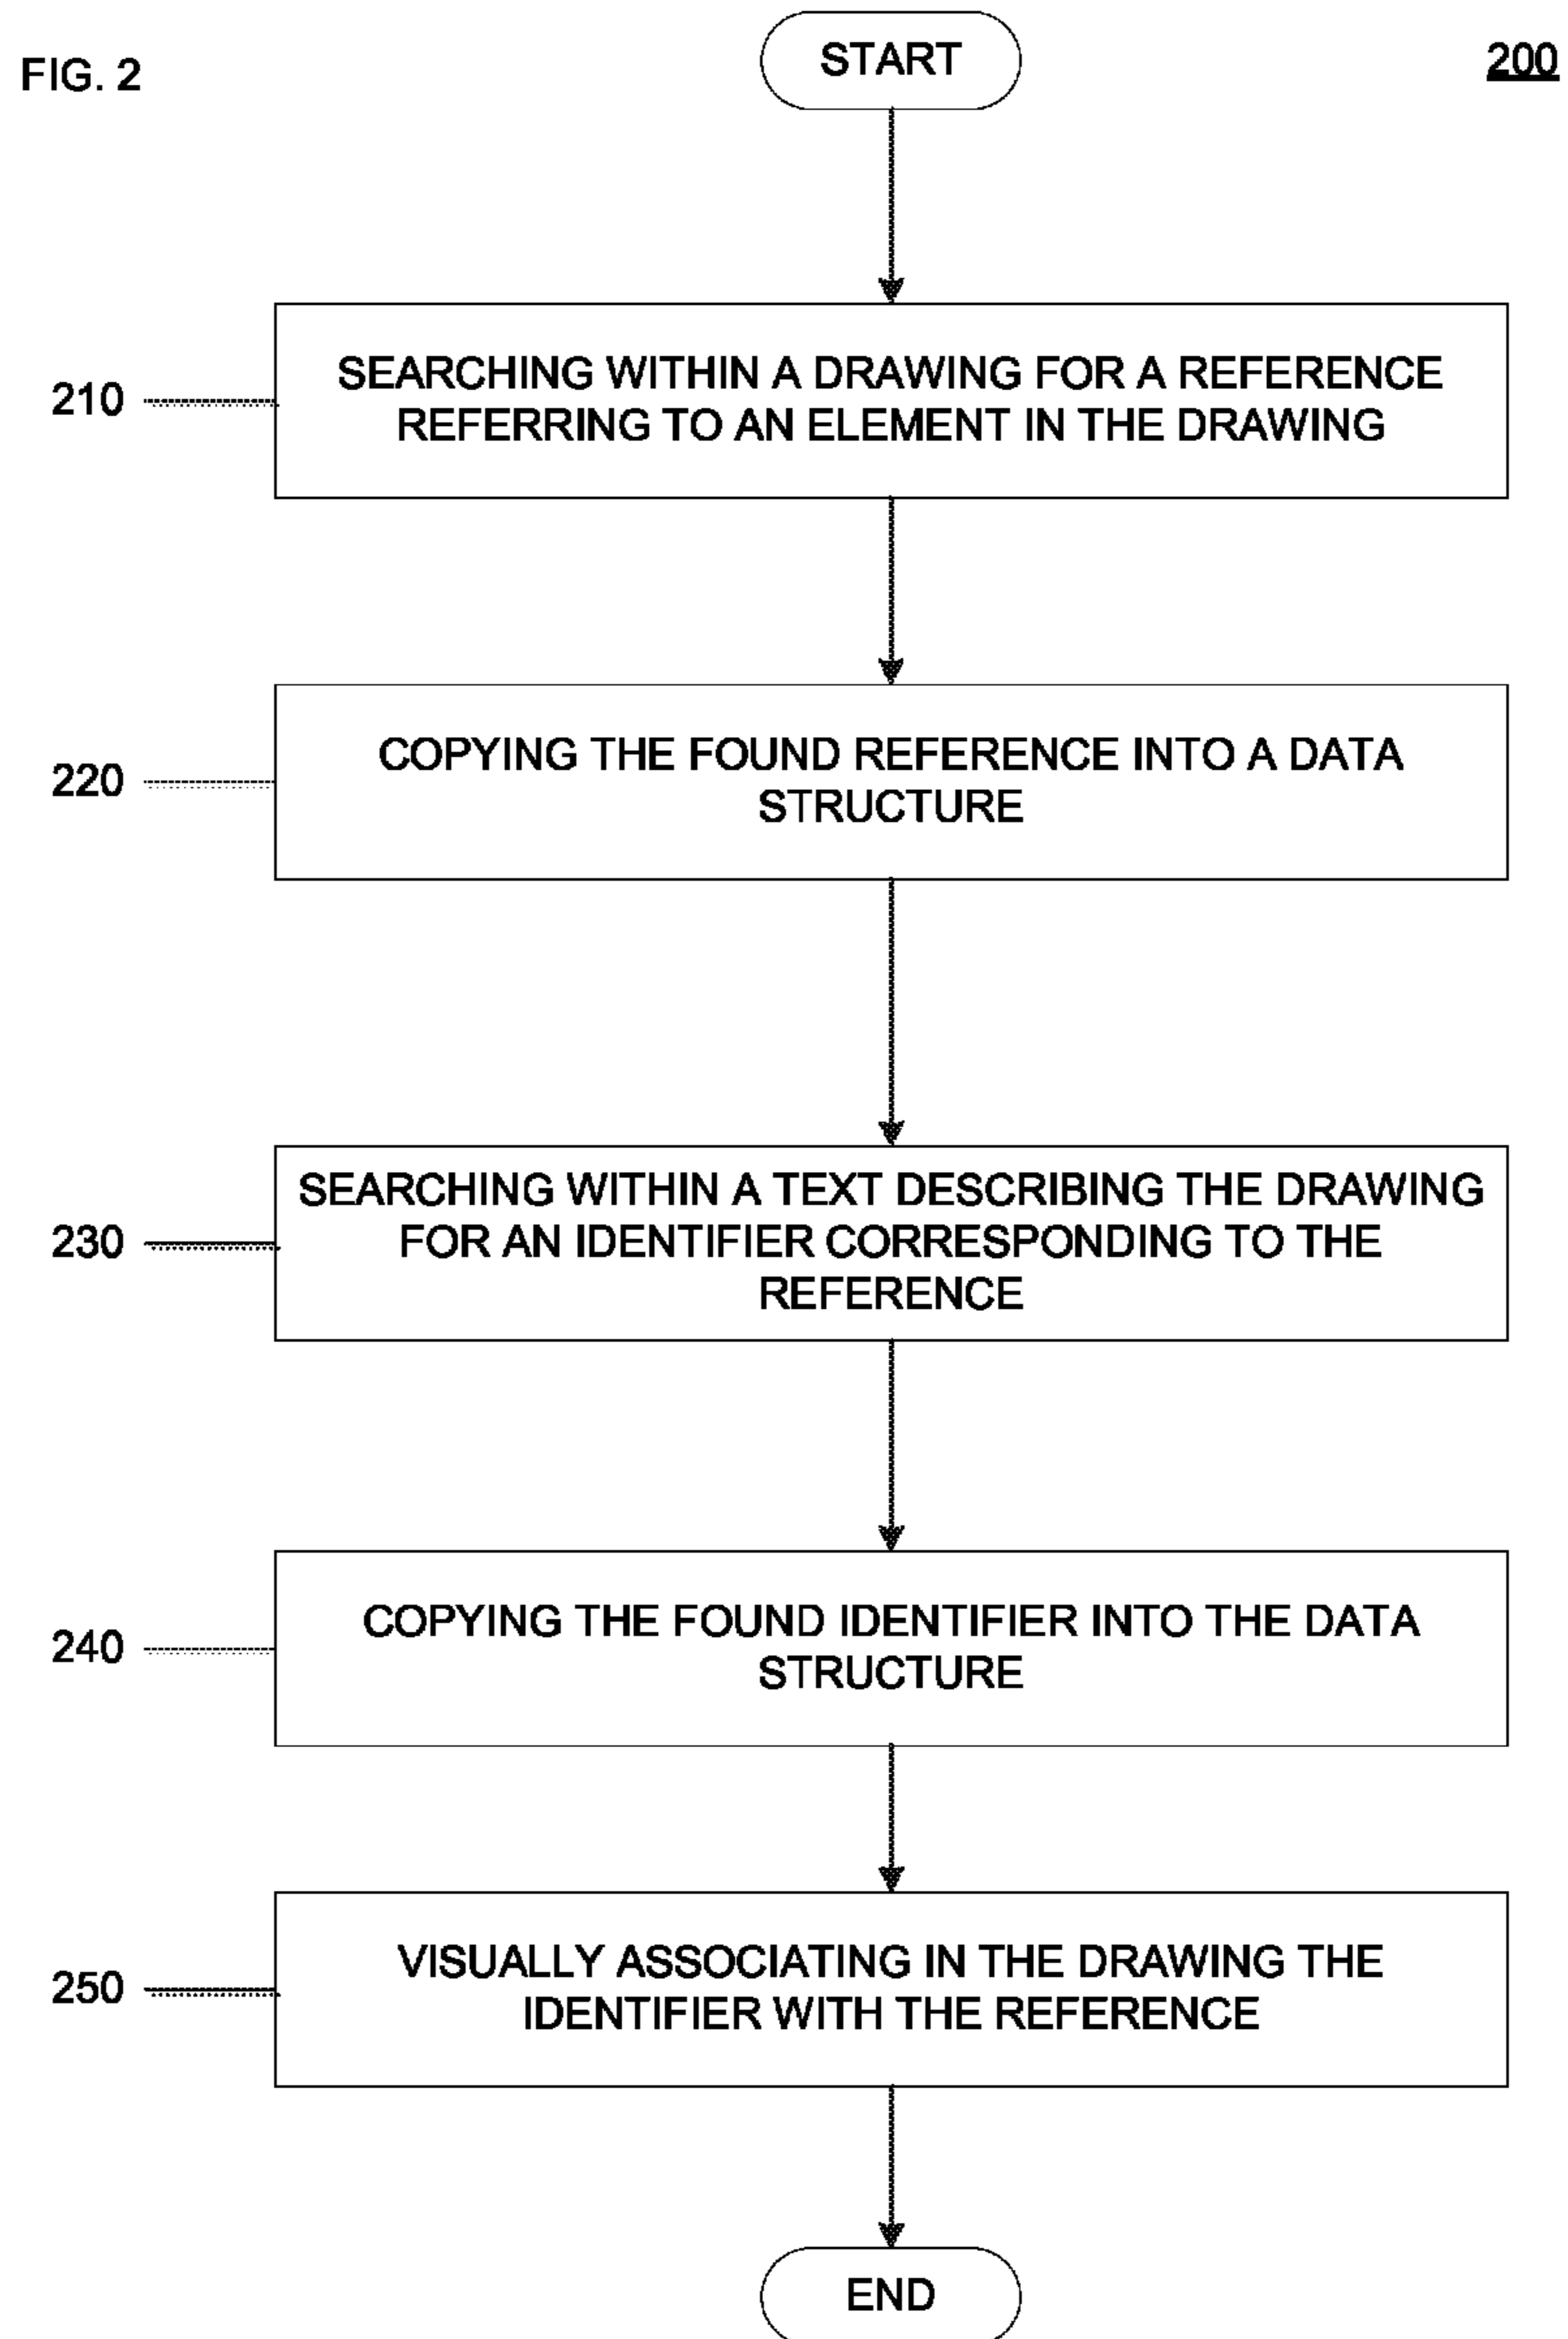 FIG. 2
START
200
SEARCHING WITHIN A DRAWING FOR A REFERENCE
REFERRING TO AN ELEMENT IN THE DRAWING
210
COPYING THE FOUND REFERENCE INTO A DATA
STRUCTURE
220
SEARCHING WITHIN A TEXT DESCRIBING THE DRAWING
FOR AN IDENTIFIER CORRESPONDING TO THE
REFERENCE
230
COPYING THE FOUND IDENTIFIER INTO THE DATA
STRUCTURE
240
VISUALLY ASSOCIATING IN THE DRAWING THE
IDENTIFIER WITH THE REFERENCE
250
END